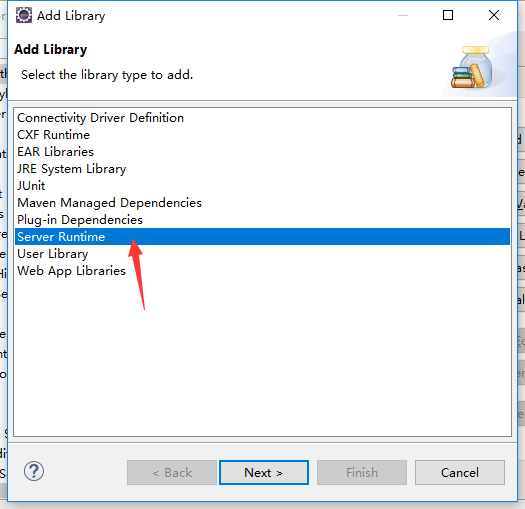 Add Library
Add Library
Select the library type to add.
Connectivity Driver Definition
CXF Runtime
EAR Libraries
JRE System Library
JUnit
Maven Managed Dependencies
Plug-in Dependencies
Server Runtime
User Library
Web App Libraries
?
< Back
Next >
Finish
Cancel